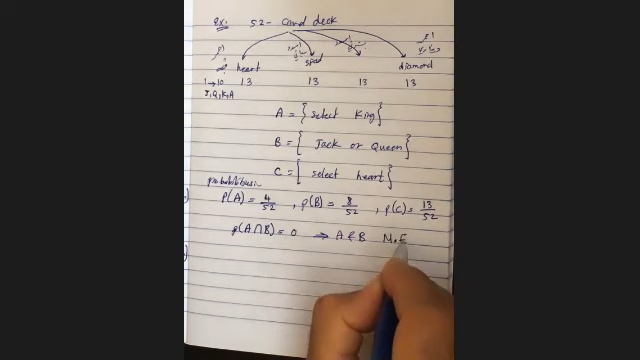 Ex: 52- Card deck
heart spad diamond
1 → 10 13 13 13 13
J, Q, K, A
A = { select King }
B = { Jack or Queen }
C = { select heart }
P(A) = 4/52 , P(B) = 8/52 , P(C) = 13/52
P(A ∩ B) = 0 ⇒ A & B M.E